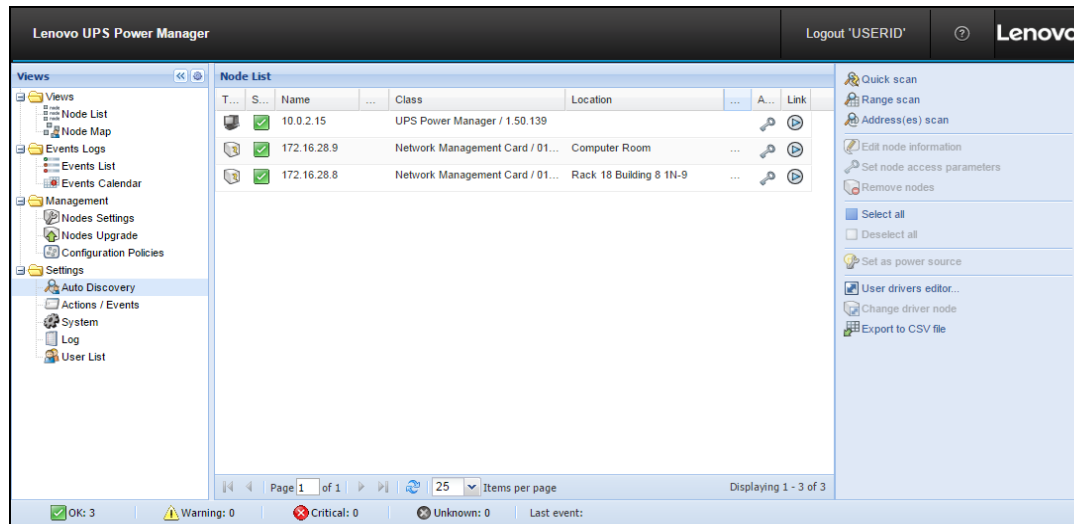 Lenovo UPS Power Manager
Logout 'USERID'
?
Lenovo
Views
Views
Node List
Node Map
Events Logs
Events List
Events Calendar
Management
Nodes Settings
Nodes Upgrade
Configuration Policies
Settings
Auto Discovery
Actions / Events
System
Log
User List
Node List
T... S... Name ... Class Location ... A... Link
10.0.2.15 UPS Power Manager / 1.50.139
172.16.28.9 Network Management Card / 01... Computer Room ...
172.16.28.8 Network Management Card / 01... Rack 18 Building 8 1N-9 ...
Page 1 of 1 25 Items per page Displaying 1 - 3 of 3
Quick scan
Range scan
Address(es) scan
Edit node information
Set node access parameters
Remove nodes
Select all
Deselect all
Set as power source
User drivers editor...
Change driver node
Export to CSV file
OK: 3 Warning: 0 Critical: 0 Unknown: 0 Last event: